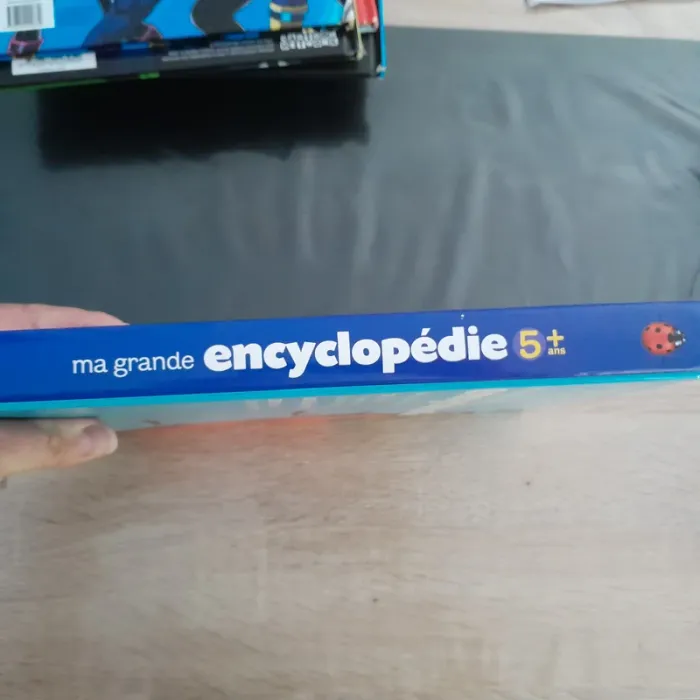 ma grande encyclopédie 5+
ans